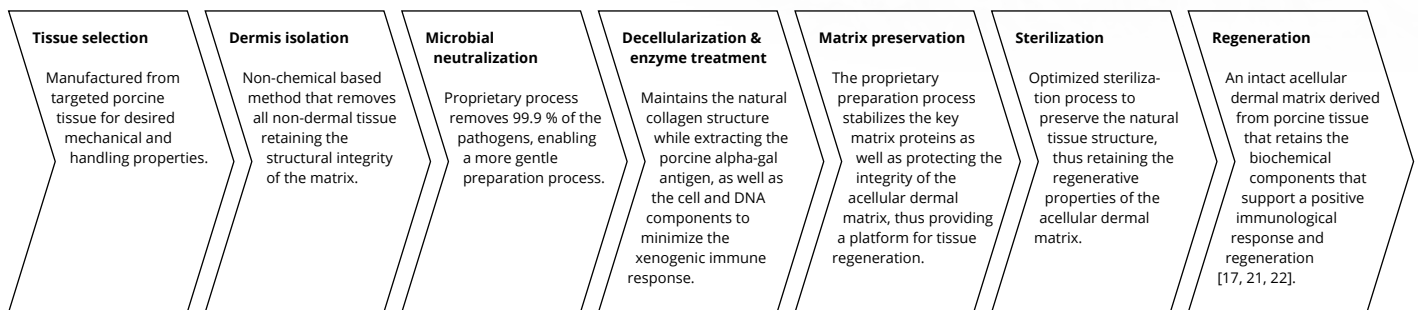 Tissue selection
Manufactured from
targeted porcine
tissue for desired
mechanical and
handling properties.
Dermis isolation
Non-chemical based
method that removes
all non-dermal tissue
retaining the
structural integrity
of the matrix.
Microbial
neutralization
Proprietary process
removes 99.9 % of the
pathogens, enabling
a more gentle
preparation process.
Decellularization &
enzyme treatment
Maintains the natural
collagen structure
while extracting the
porcine alpha-gal
antigen, as well as
the cell and DNA
components to
minimize the
xenogenic immune
response.
Matrix preservation
The proprietary
preparation process
stabilizes the key
matrix proteins as
well as protecting the
integrity of the
acellular dermal
matrix, thus providing
a platform for tissue
regeneration.
Sterilization
Optimized steriliza-
tion process to
preserve the natural
tissue structure,
thus retaining the
regenerative
properties of the
acellular dermal
matrix.
Regeneration
An intact acellular
dermal matrix derived
from porcine tissue
that retains the
biochemical
components that
support a positive
immunological
response and
regeneration
[17, 21, 22].